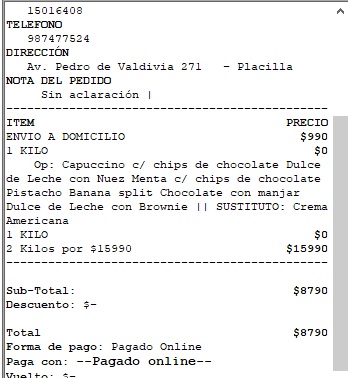 15016408
TELEFONO
987477524
DIRECCIÓN
Av. Pedro de Valdivia 271 - Placilla
NOTA DEL PEDIDO
Sin aclaración |
ITEM PRECIO
ENVIO A DOMICILIO $990
1 KILO $0
Op: Capuccino c/ chips de chocolate Dulce
de Leche con Nuez Menta c/ chips de chocolate
Pistacho Banana split Chocolate con manjar
Dulce de Leche con Brownie || SUSTITUTO: Crema
Americana
1 KILO $0
2 Kilos por $15990 $15990
Sub-Total: $8790
Descuento: $-
Total $8790
Forma de pago: Pagado Online
Paga con: --Pagado online--
Vuelto: $-